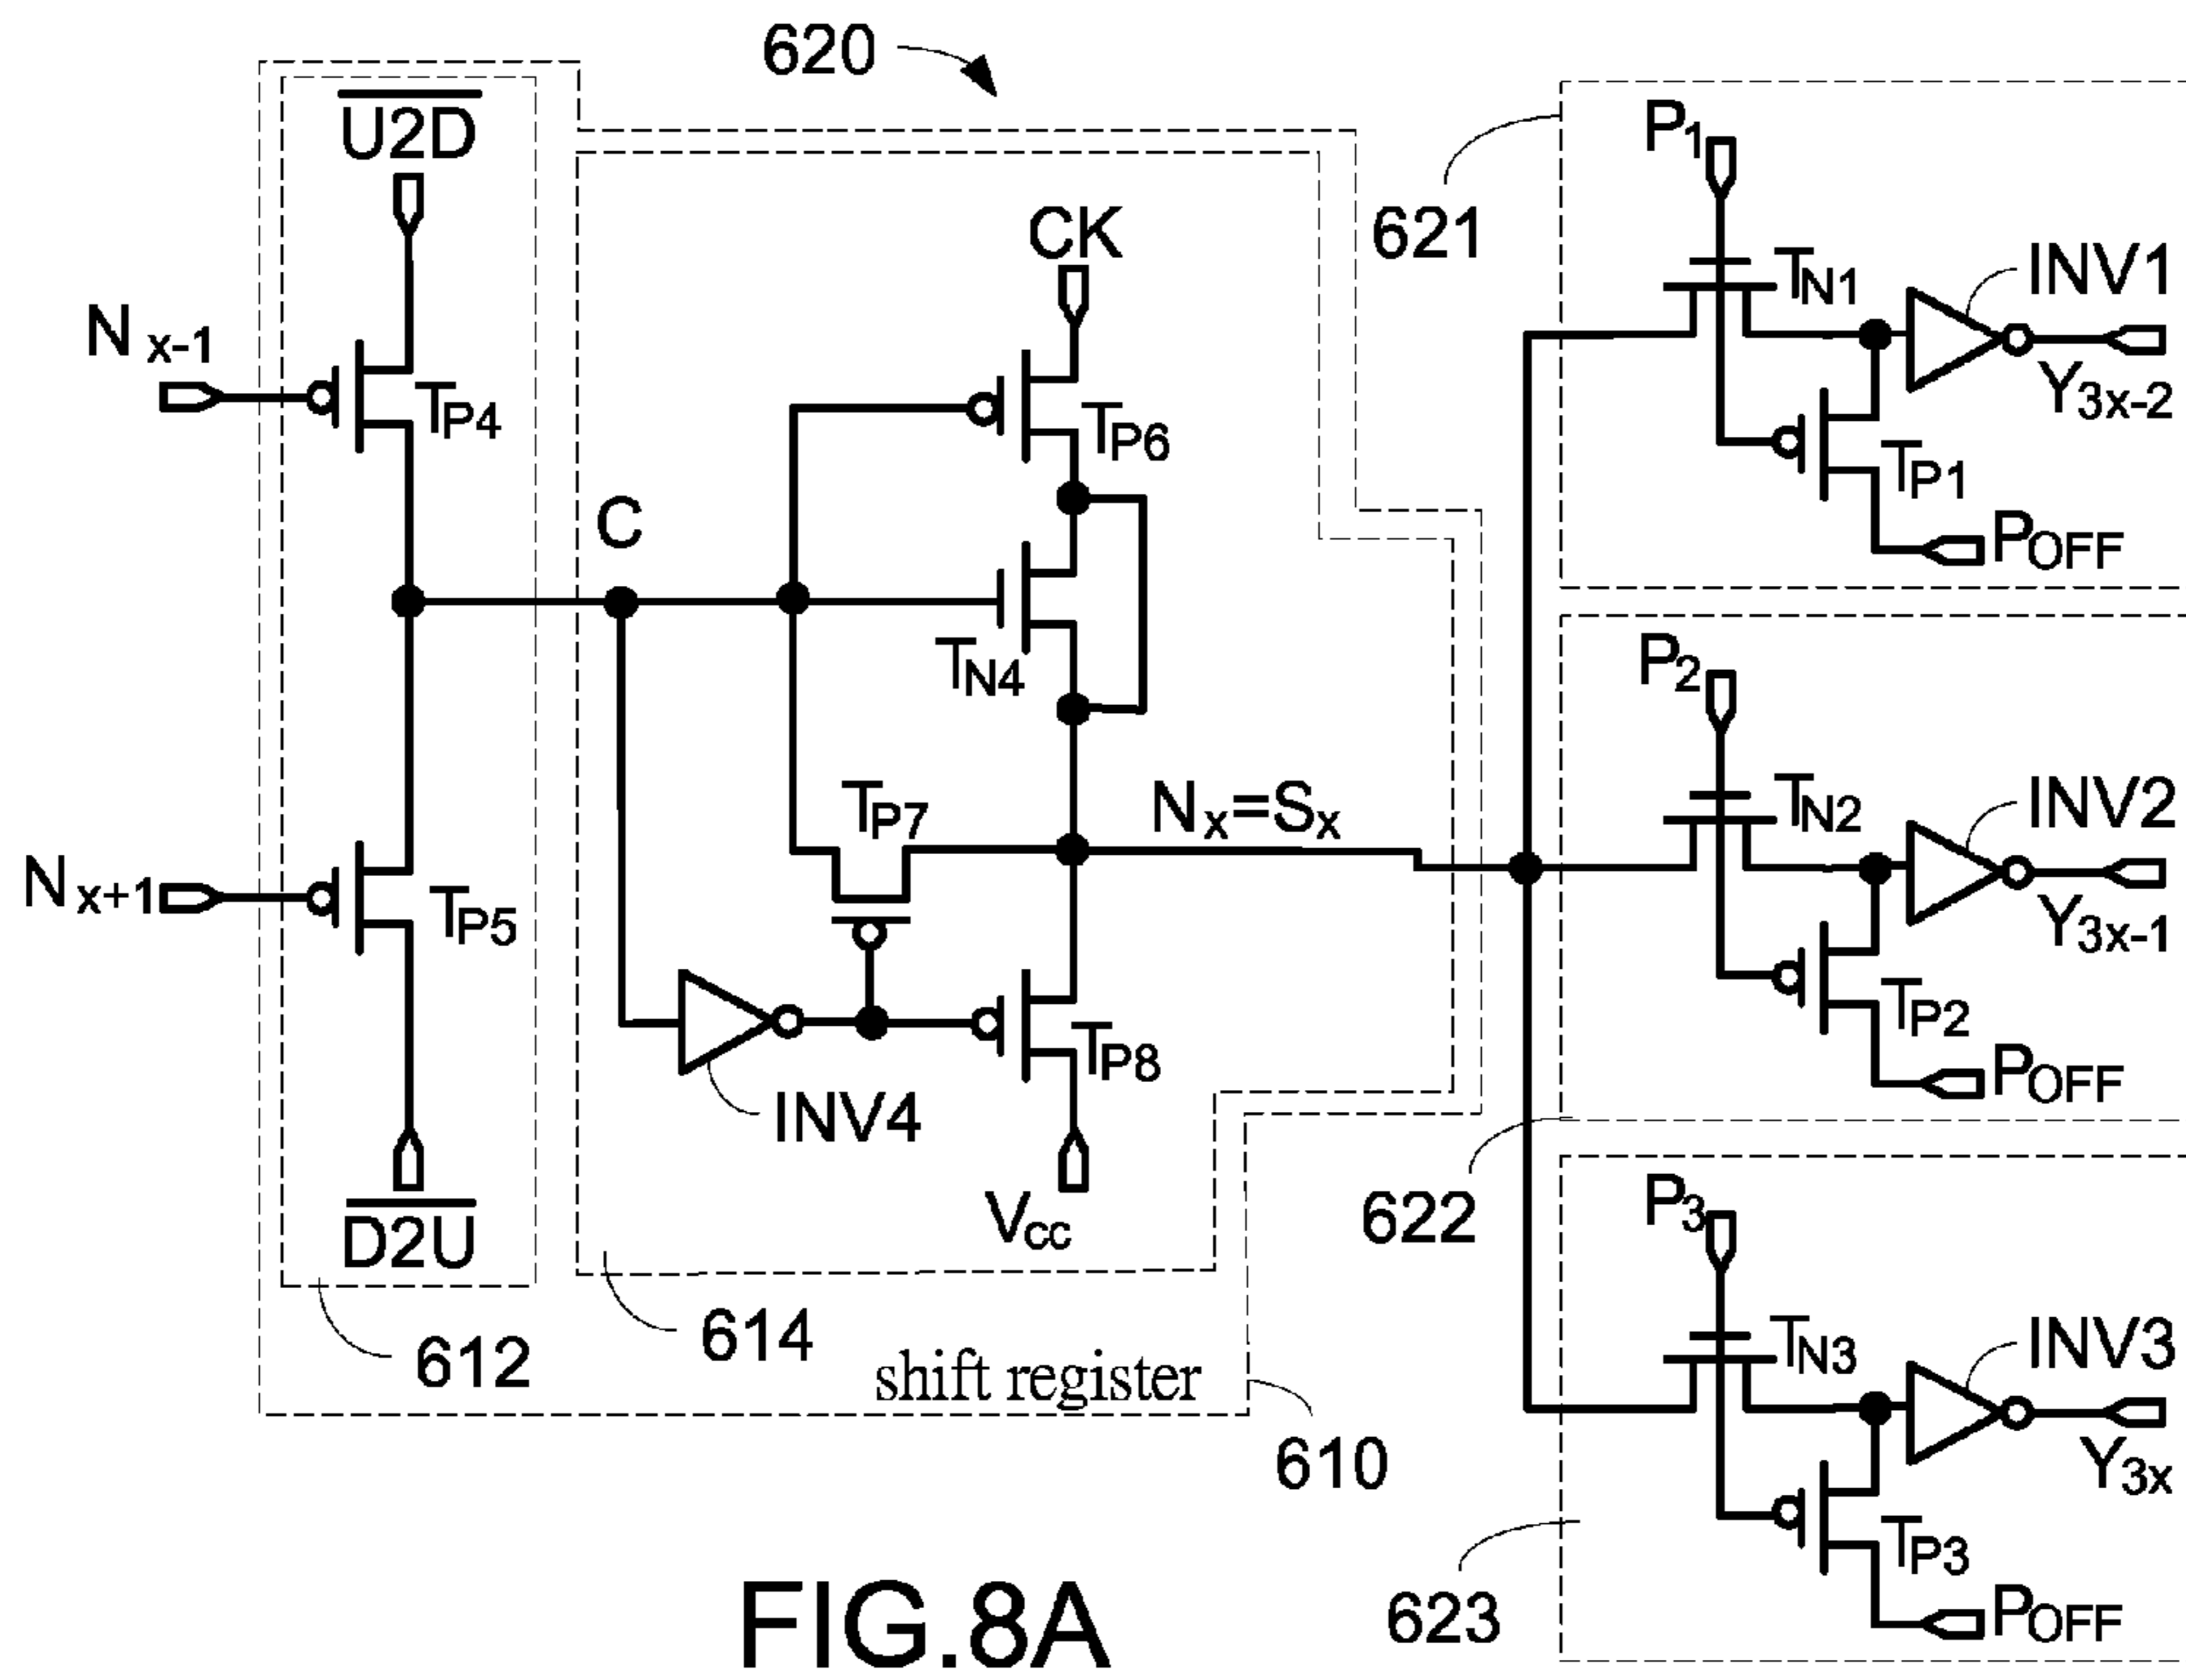 620
U2D
P1
CK
621
TN1
INV1
Nx-1
TP4
TP6
Y3x-2
TP1
C
POFF
TN4
P2
TP7
Nx=Sx
TN2
INV2
Nx+1
TP5
Y3x-1
TP2
TP8
INV4
POFF
Vcc
622
P3
D2U
614
612
shift register
TN3
INV3
610
Y3x
TP3
623
POFF
FIG.8A